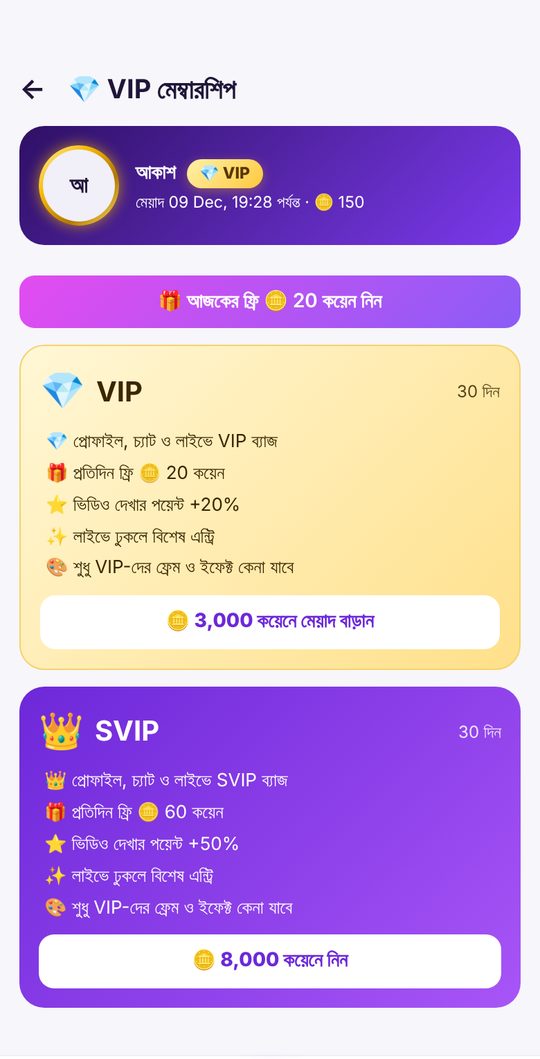 ← 💎 VIP মেম্বারশিপ
আ
আকাশ 💎 VIP
মেয়াদ 09 Dec, 19:28 পর্যন্ত · 🪙 150
🎁 আজকের ফ্রি 🪙 20 কয়েন নিন
💎 VIP 30 দিন
💎 প্রোফাইল, চ্যাট ও লাইভে VIP ব্যাজ
🎁 প্রতিদিন ফ্রি 🪙 20 কয়েন
⭐ ভিডিও দেখার পয়েন্ট +20%
✨ লাইভে ঢুকলে বিশেষ এন্ট্রি
🎨 শুধু VIP-দের ফ্রেম ও ইফেক্ট কেনা যাবে
🪙 3,000 কয়েনে মেয়াদ বাড়ান
👑 SVIP 30 দিন
👑 প্রোফাইল, চ্যাট ও লাইভে SVIP ব্যাজ
🎁 প্রতিদিন ফ্রি 🪙 60 কয়েন
⭐ ভিডিও দেখার পয়েন্ট +50%
✨ লাইভে ঢুকলে বিশেষ এন্ট্রি
🎨 শুধু VIP-দের ফ্রেম ও ইফেক্ট কেনা যাবে
🪙 8,000 কয়েনে নিন